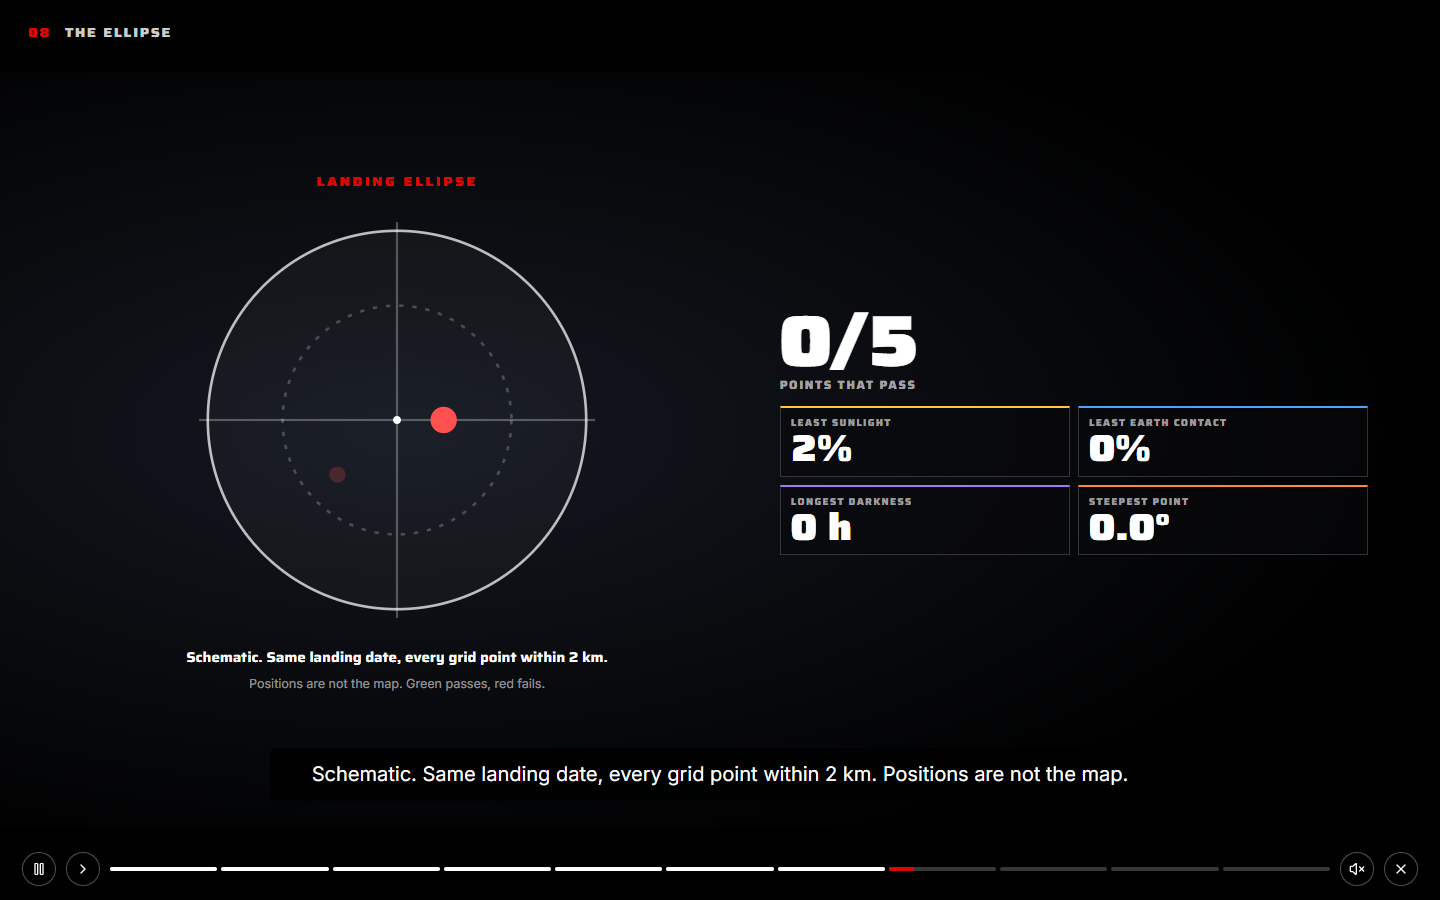 08 THE ELLIPSE
LANDING ELLIPSE
Schematic. Same landing date, every grid point within 2 km.
Positions are not the map. Green passes, red fails.
0/5
POINTS THAT PASS
LEAST SUNLIGHT
2%
LEAST EARTH CONTACT
0%
LONGEST DARKNESS
0 h
STEEPEST POINT
0.0°
Schematic. Same landing date, every grid point within 2 km. Positions are not the map.